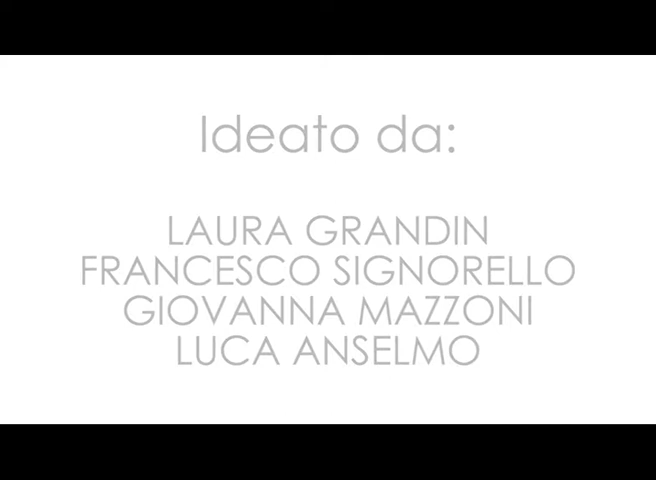 Ideato da:
LAURA GRANDIN
FRANCESCO SIGNORELLO
GIOVANNA MAZZONI
LUCA ANSELMO